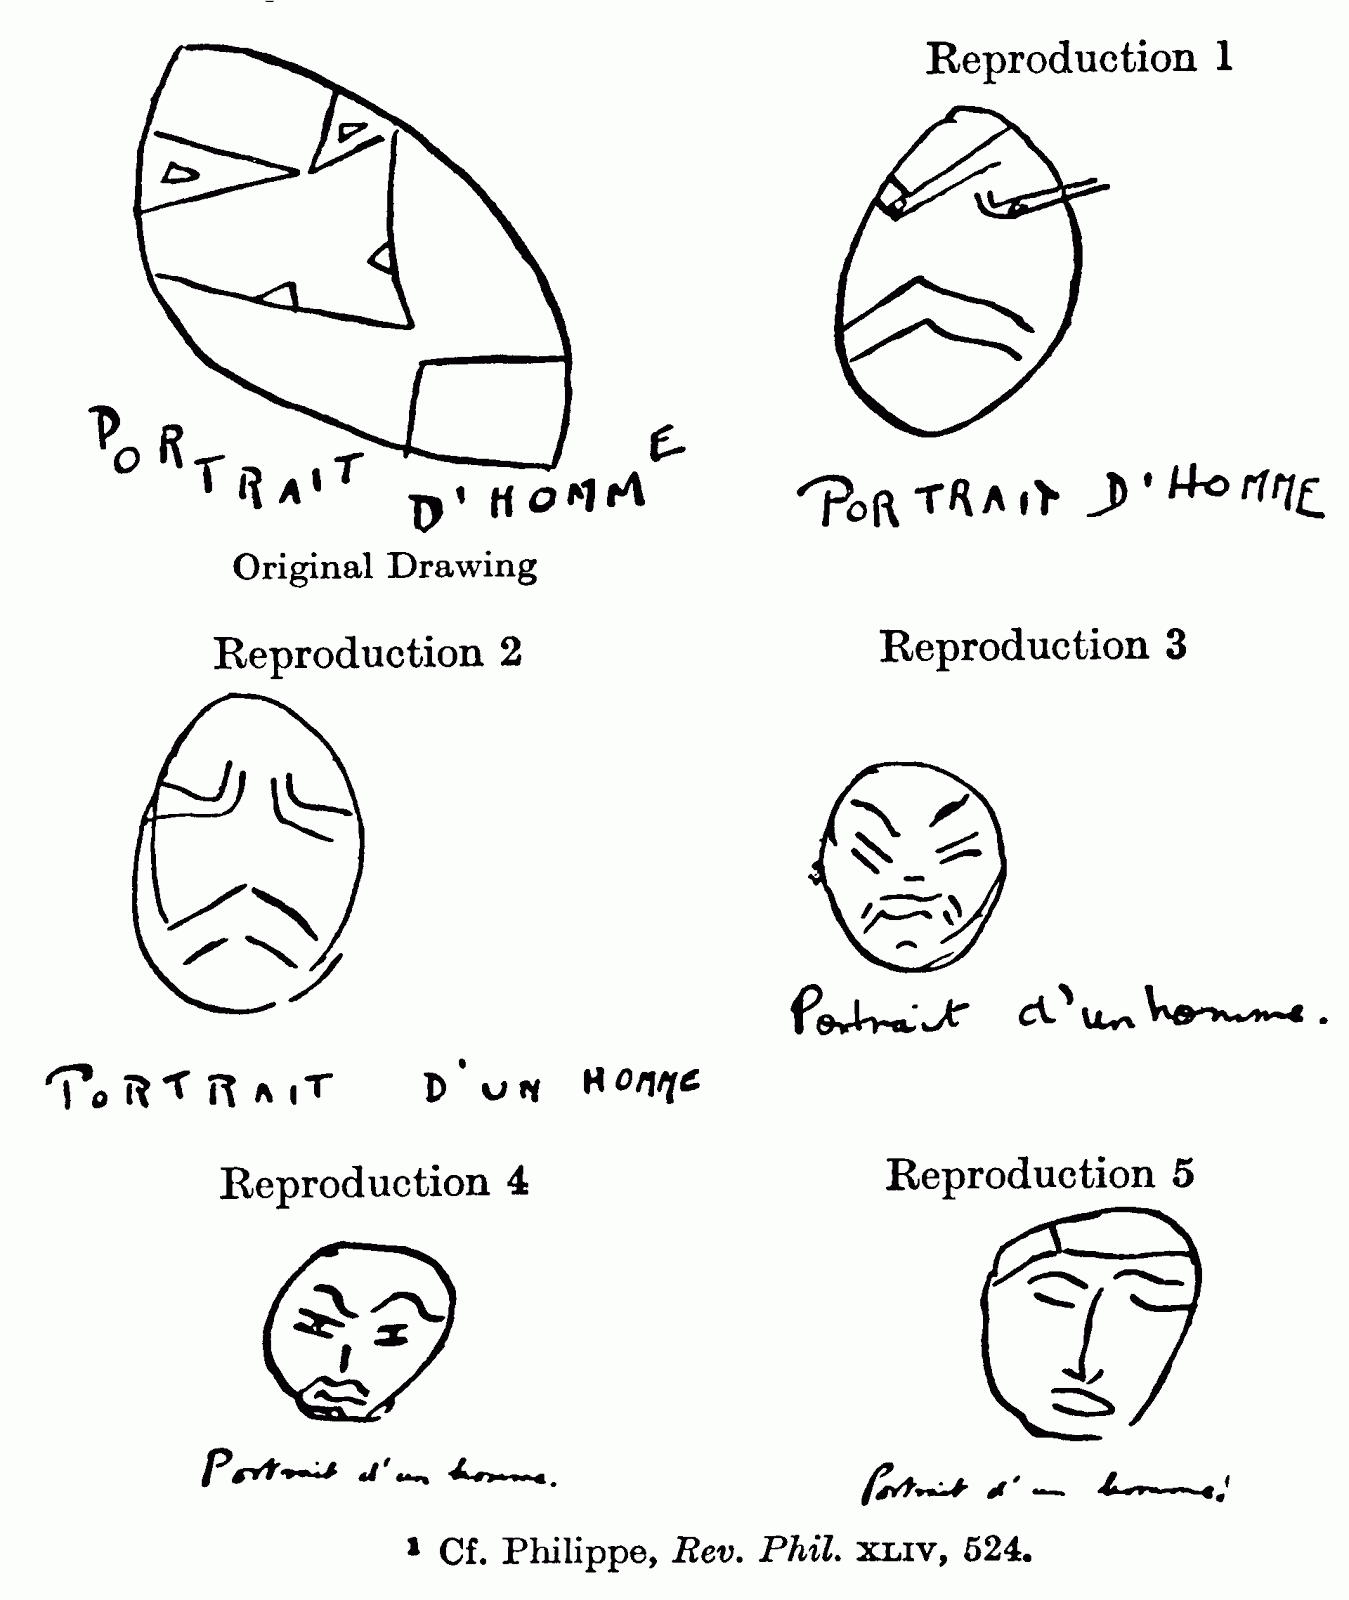 Reproduction 1
PORTRAIT D'HOMME
PORTRAIT D'HOMME
Original Drawing
Reproduction 2
Reproduction 3
Portrait d'un homme.
PORTRAIT D'UN HOMME
Reproduction 4
Reproduction 5
Portrait d'un homme.
Portrait d'un homme!
1 Cf. Philippe, Rev. Phil. XLIV, 524.